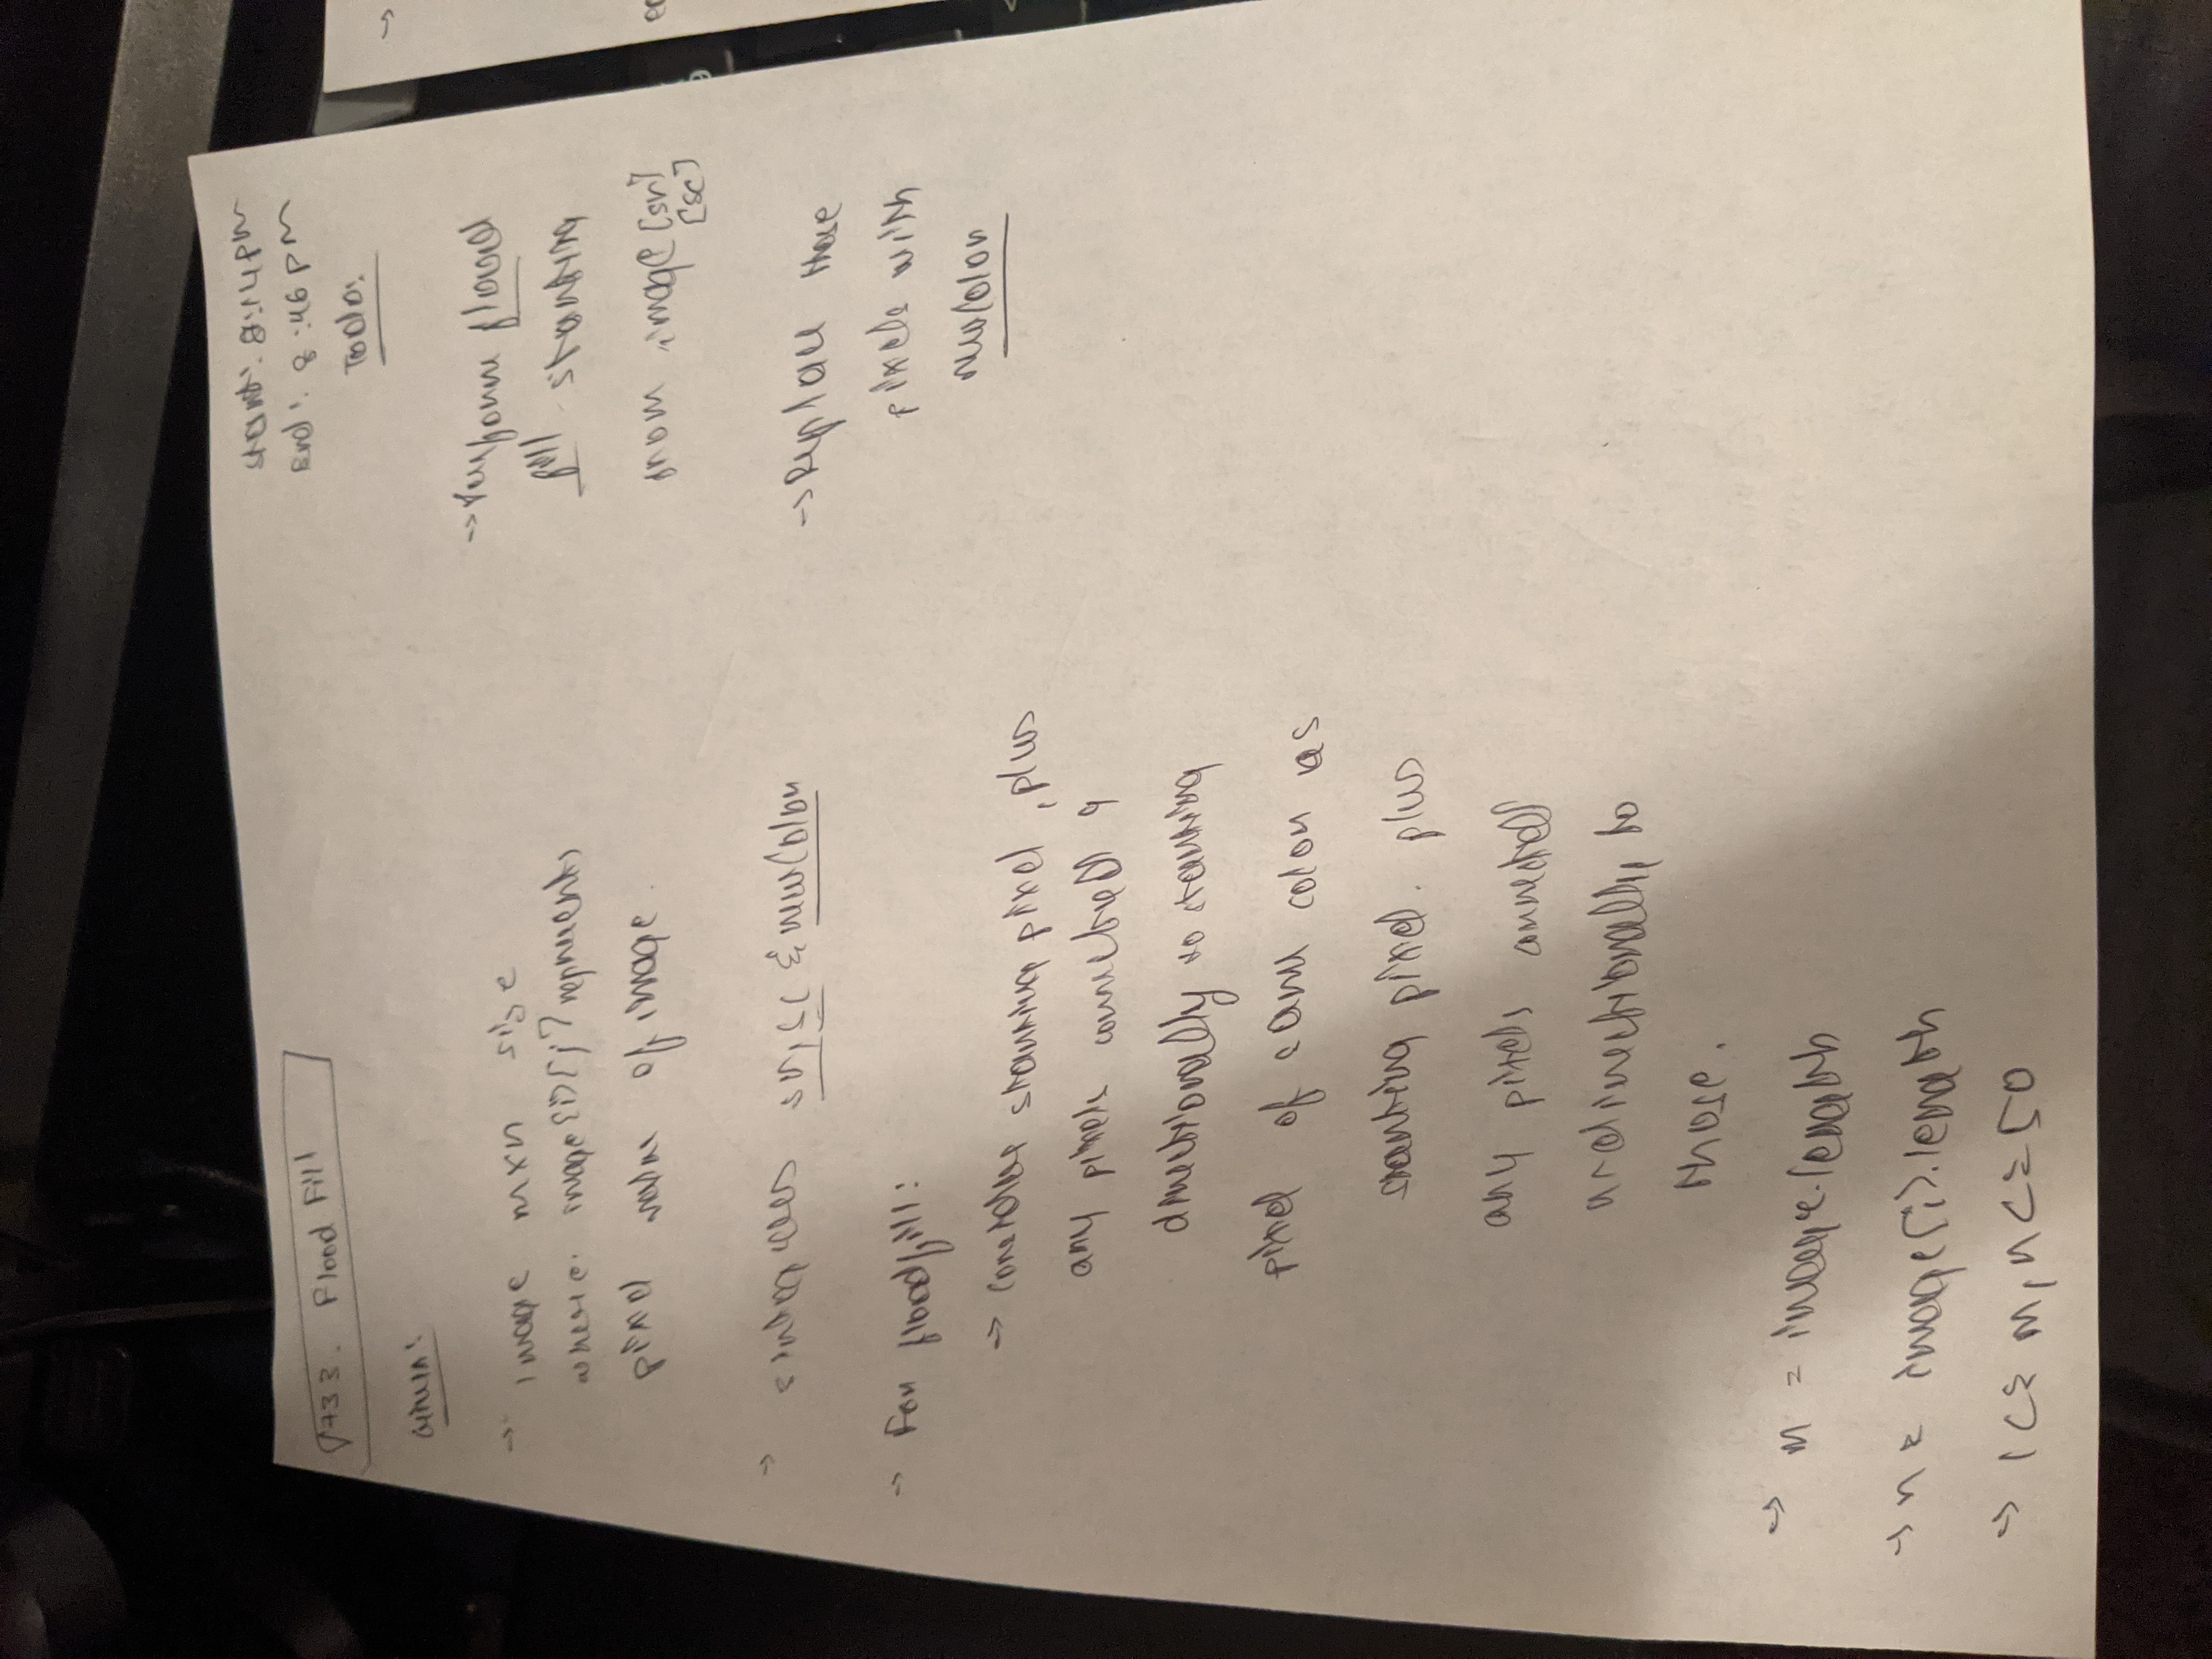 733. Flood Fill
Start: 8:14 PM
End: 8:46 PM
Todo:
Given:
→ image mxn size
where image[i][j] represents
pixel value of image.
→ 3 integers sr, sc & newColor
→ For floodfill:
→ consider starting pixel, plus
any pixels connected 4
directionally to starting
pixel of same color as
starting pixel. plus
any pixels connected
4-directionally to
those.
→ m = image.length
→ n = image[i].length
→ 1 <= m, n <= 50
→ Perform flood
fill starting
from image[sr]
[sc]
→ Replace those
pixels with
newColor
→